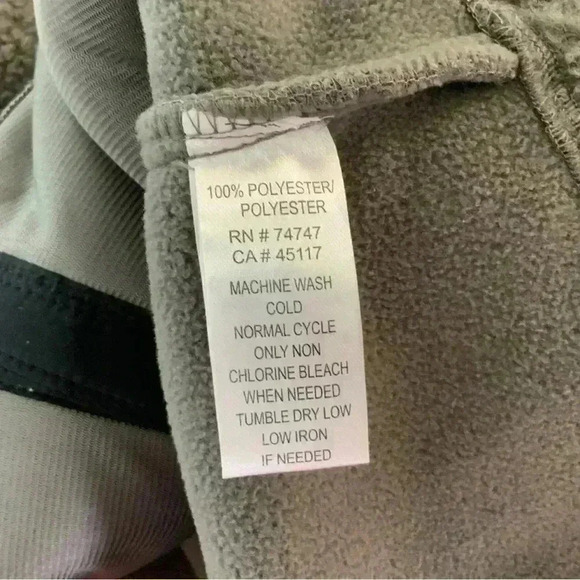 100% POLYESTER/
POLYESTER
RN # 74747
CA # 45117
MACHINE WASH
COLD
NORMAL CYCLE
ONLY NON
CHLORINE BLEACH
WHEN NEEDED
TUMBLE DRY LOW
LOW IRON
IF NEEDED